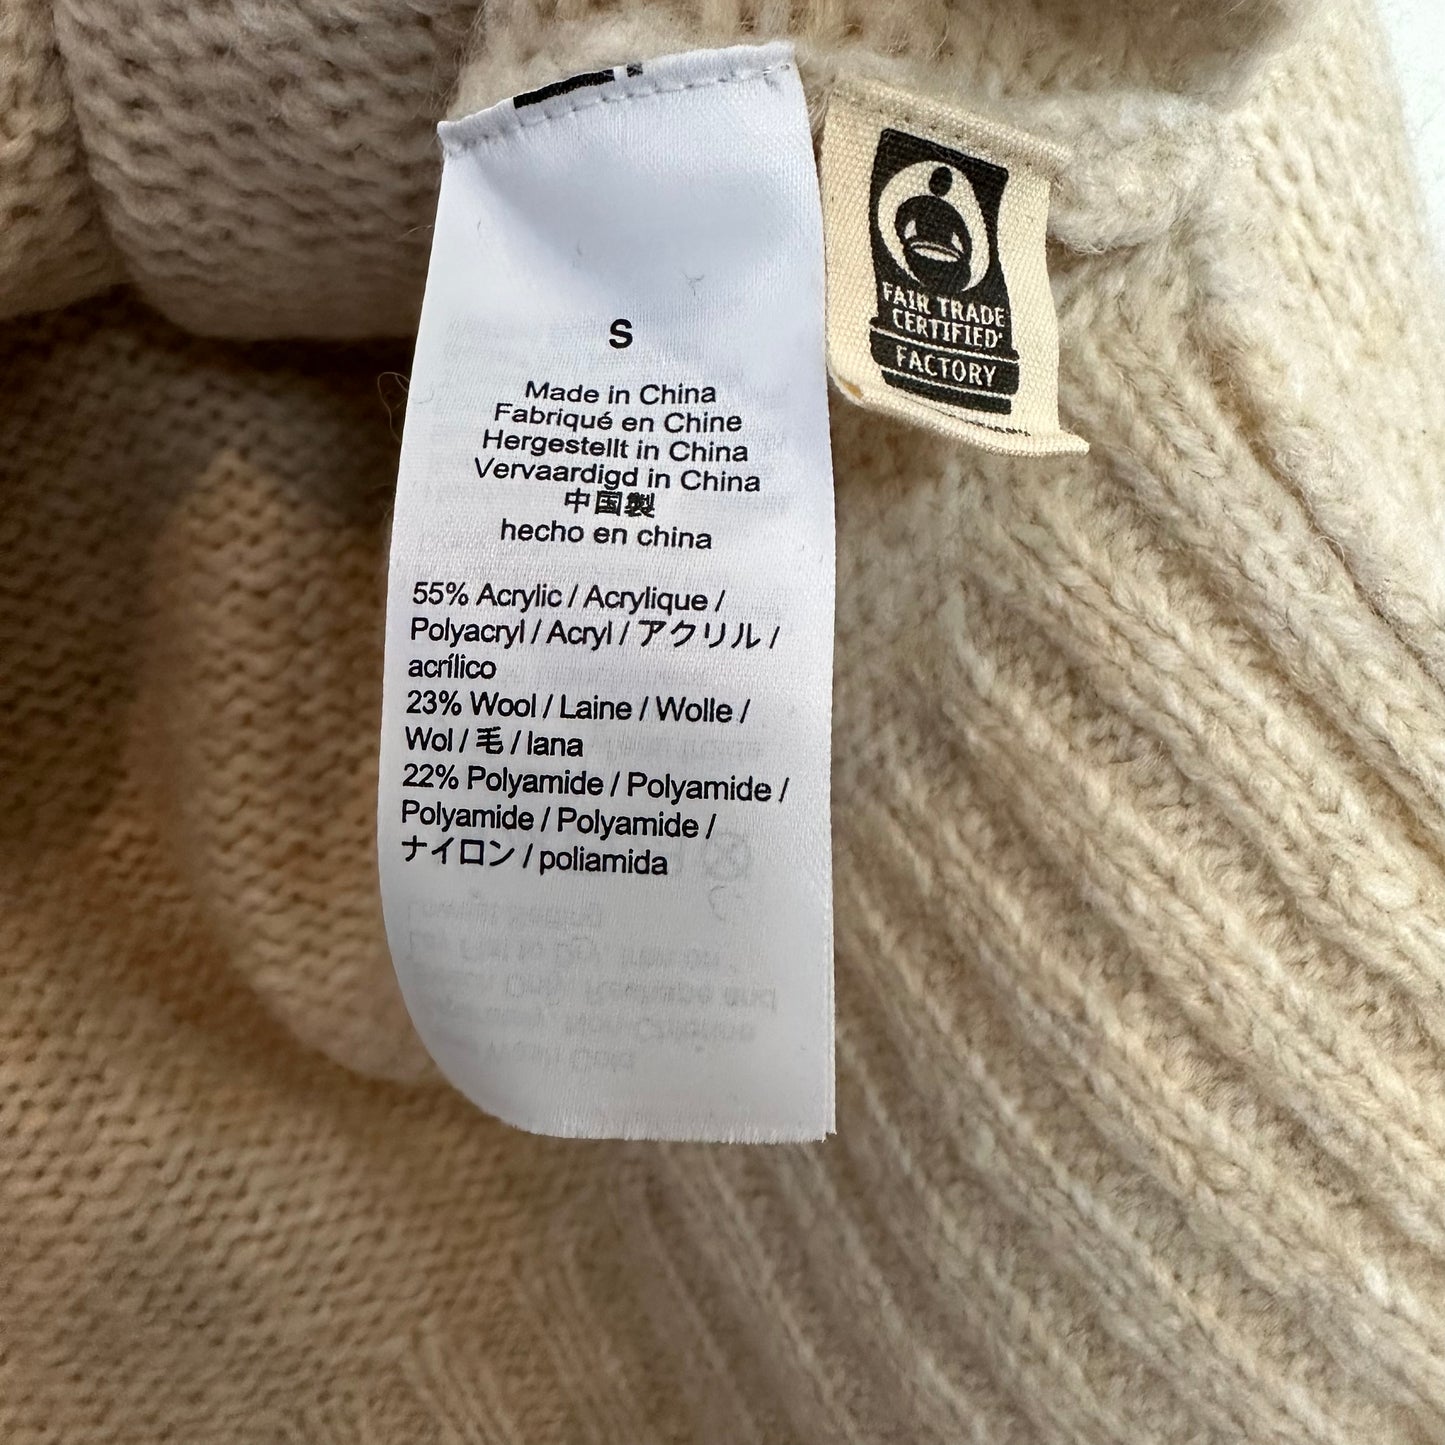 S
Made in China
Fabriqué en Chine
Hergestellt in China
Vervaardigd in China
中国製
hecho en china
55% Acrylic / Acrylique /
Polyacryl / Acryl / アクリル /
acrílico
23% Wool / Laine / Wolle /
Wol / 毛 / lana
22% Polyamide / Polyamide /
Polyamide / Polyamide /
ナイロン / poliamida
FAIR TRADE
CERTIFIED
FACTORY